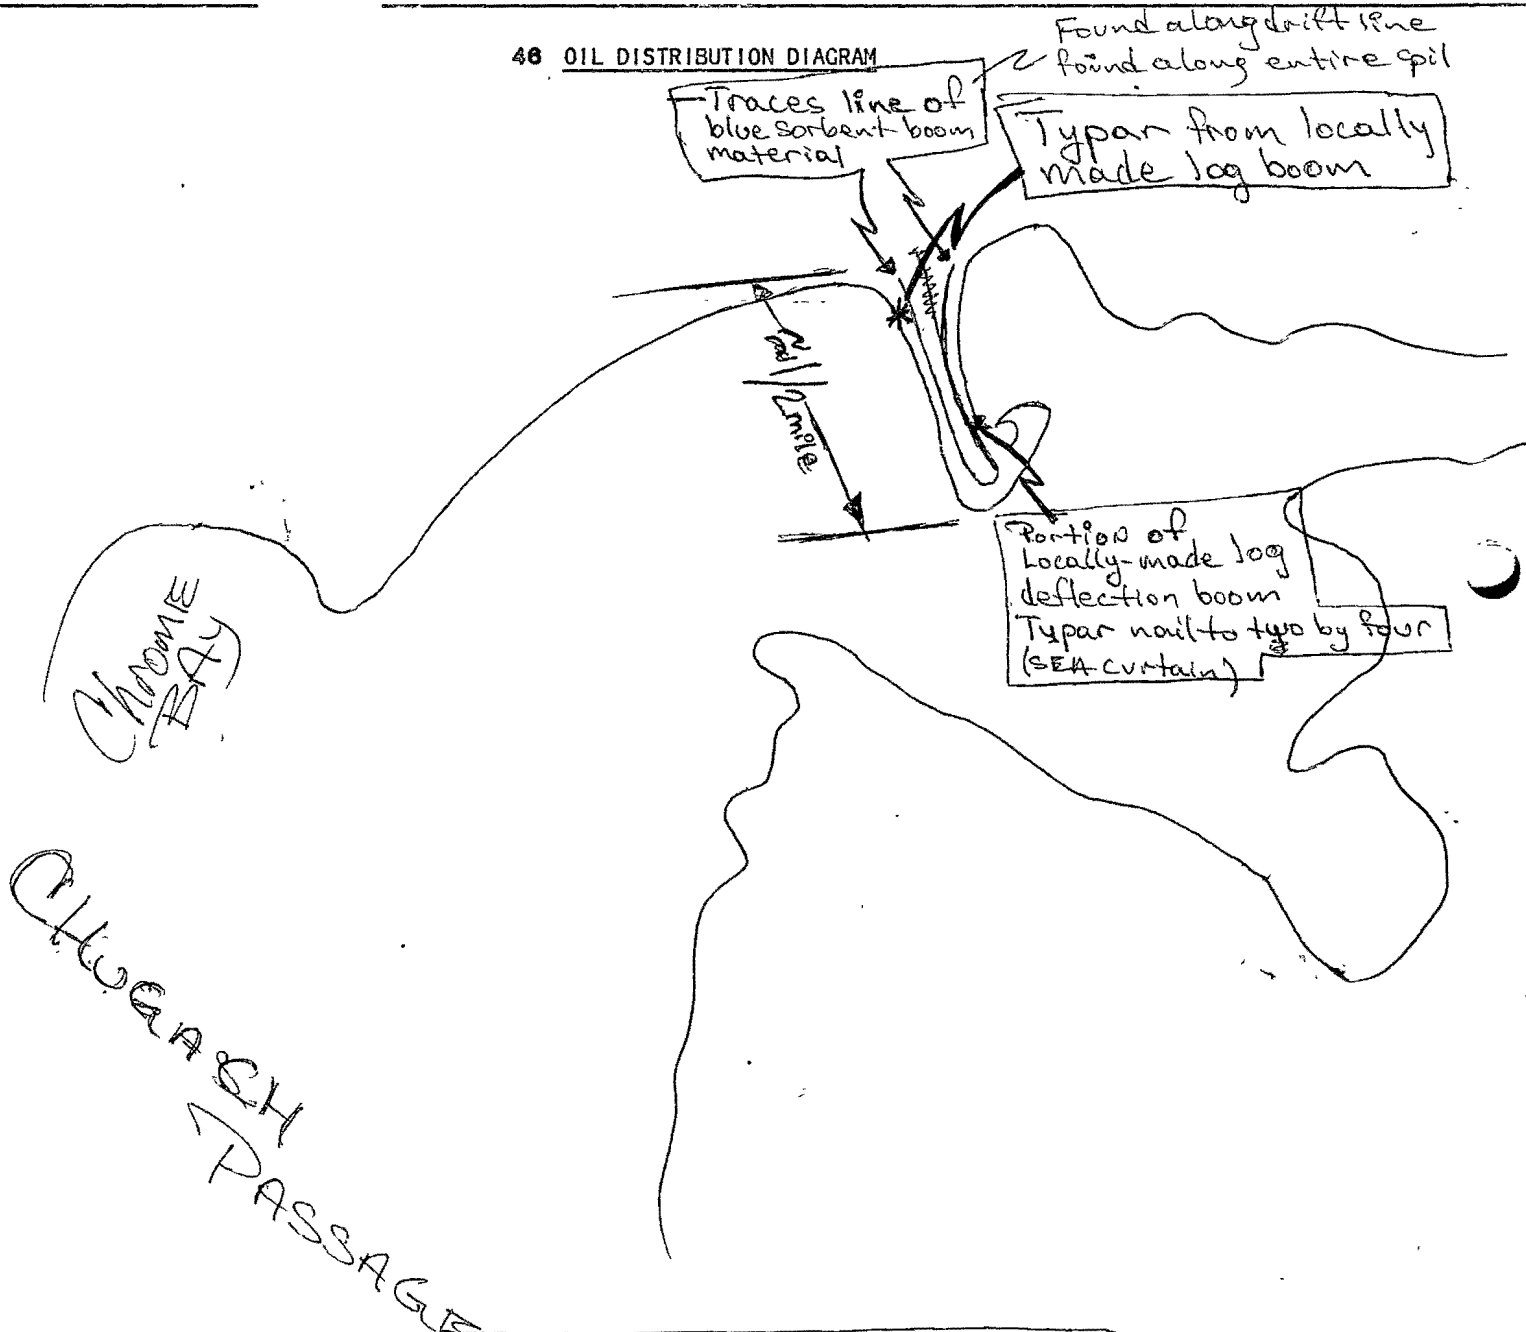 46 OIL DISTRIBUTION DIAGRAM
Found along drift line
found along entire spil
Traces line of
blue sorbent boom
material
Typar from locally
made log boom
1/2 mile
Portion of
Locally-made log
deflection boom
Typar nail to two by four
(SEA curtain)
Chrome
BAY
CHUGACH
PASSAGE